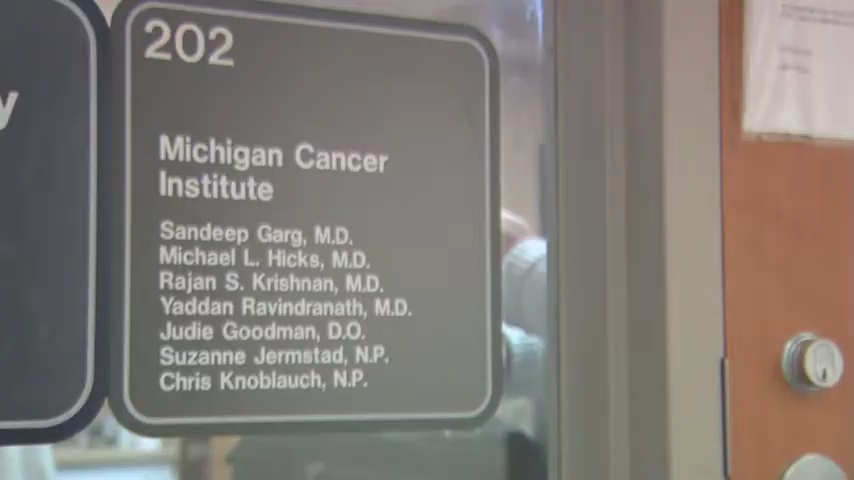 y
202
Michigan Cancer
Institute
Sandeep Garg, M.D.
Michael L. Hicks, M.D.
Rajan S. Krishnan, M.D.
Yaddan Ravindranath, M.D.
Judie Goodman, D.O.
Suzanne Jermstad, N.P.
Chris Knoblauch, N.P.